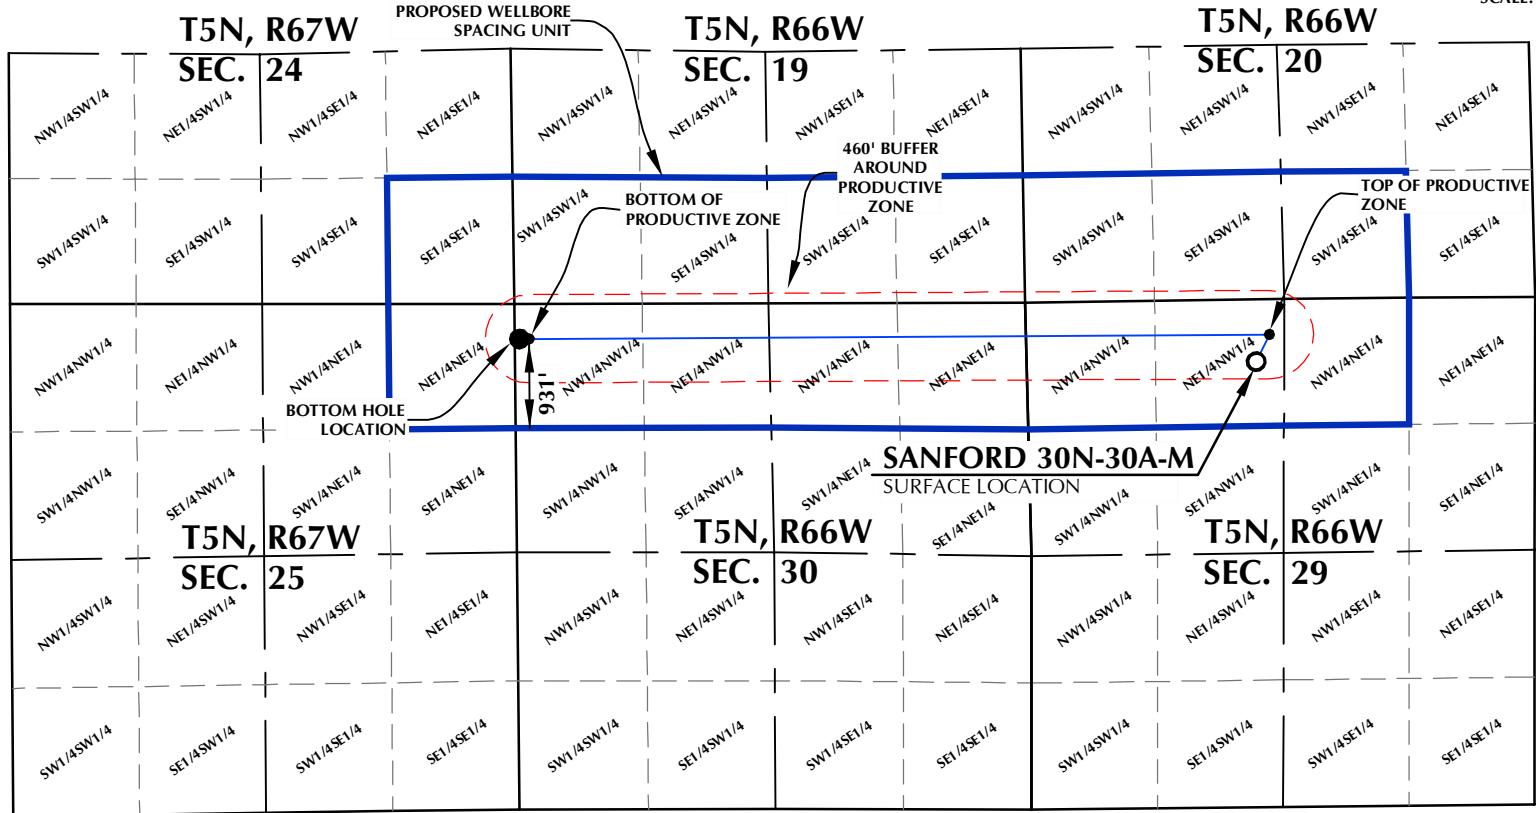 SCALE:
PROPOSED WELLBORE
SPACING UNIT
T5N, R67W
SEC. 24
T5N, R66W
SEC. 19
T5N, R66W
SEC. 20
NW1/4SW1/4
NE1/4SW1/4
NW1/4SE1/4
NE1/4SE1/4
NW1/4SW1/4
NE1/4SW1/4
NW1/4SE1/4
NE1/4SE1/4
NW1/4SW1/4
NE1/4SW1/4
NW1/4SE1/4
NE1/4SE1/4
460' BUFFER
AROUND
PRODUCTIVE
ZONE
BOTTOM OF
PRODUCTIVE ZONE
TOP OF PRODUCTIVE
ZONE
SW1/4SW1/4
SE1/4SW1/4
SW1/4SE1/4
SE1/4SE1/4
SW1/4SW1/4
SE1/4SW1/4
SW1/4SE1/4
SE1/4SE1/4
SW1/4SW1/4
SE1/4SW1/4
SW1/4SE1/4
SE1/4SE1/4
NW1/4NW1/4
NE1/4NW1/4
NW1/4NE1/4
NE1/4NE1/4
NW1/4NW1/4
NE1/4NW1/4
NW1/4NE1/4
NE1/4NE1/4
NW1/4NW1/4
NE1/4NW1/4
NW1/4NE1/4
NE1/4NE1/4
931'
BOTTOM HOLE
LOCATION
SANFORD 30N-30A-M
SURFACE LOCATION
SW1/4NW1/4
SE1/4NW1/4
SW1/4NE1/4
SE1/4NE1/4
SW1/4NW1/4
SE1/4NW1/4
SW1/4NE1/4
SE1/4NE1/4
SW1/4NW1/4
SE1/4NW1/4
SW1/4NE1/4
SE1/4NE1/4
T5N, R67W
SEC. 25
T5N, R66W
SEC. 30
T5N, R66W
SEC. 29
NW1/4SW1/4
NE1/4SW1/4
NW1/4SE1/4
NE1/4SE1/4
NW1/4SW1/4
NE1/4SW1/4
NW1/4SE1/4
NE1/4SE1/4
NW1/4SW1/4
NE1/4SW1/4
NW1/4SE1/4
NE1/4SE1/4
SW1/4SW1/4
SE1/4SW1/4
SW1/4SE1/4
SE1/4SE1/4
SW1/4SW1/4
SE1/4SW1/4
SW1/4SE1/4
SE1/4SE1/4
SW1/4SW1/4
SE1/4SW1/4
SW1/4SE1/4
SE1/4SE1/4